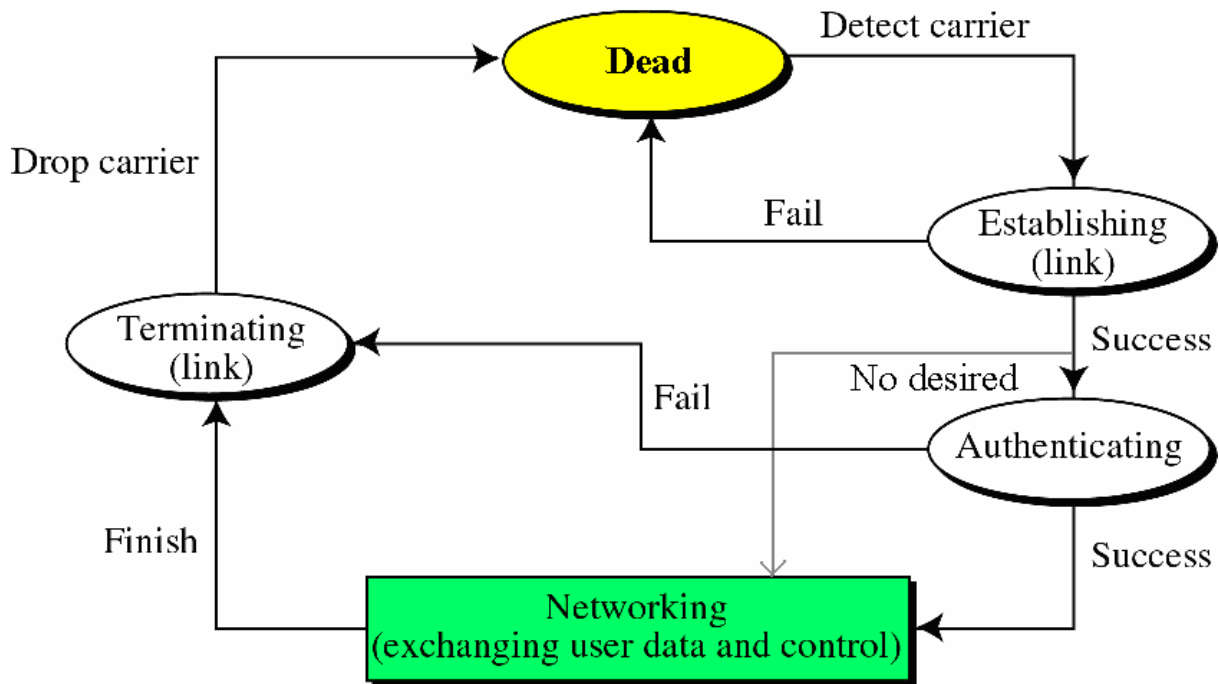 Detect carrier
Dead
Drop carrier
Fail
Establishing
(link)
Terminating
(link)
Success
No desired
Fail
Authenticating
Finish
Success
Networking
(exchanging user data and control)